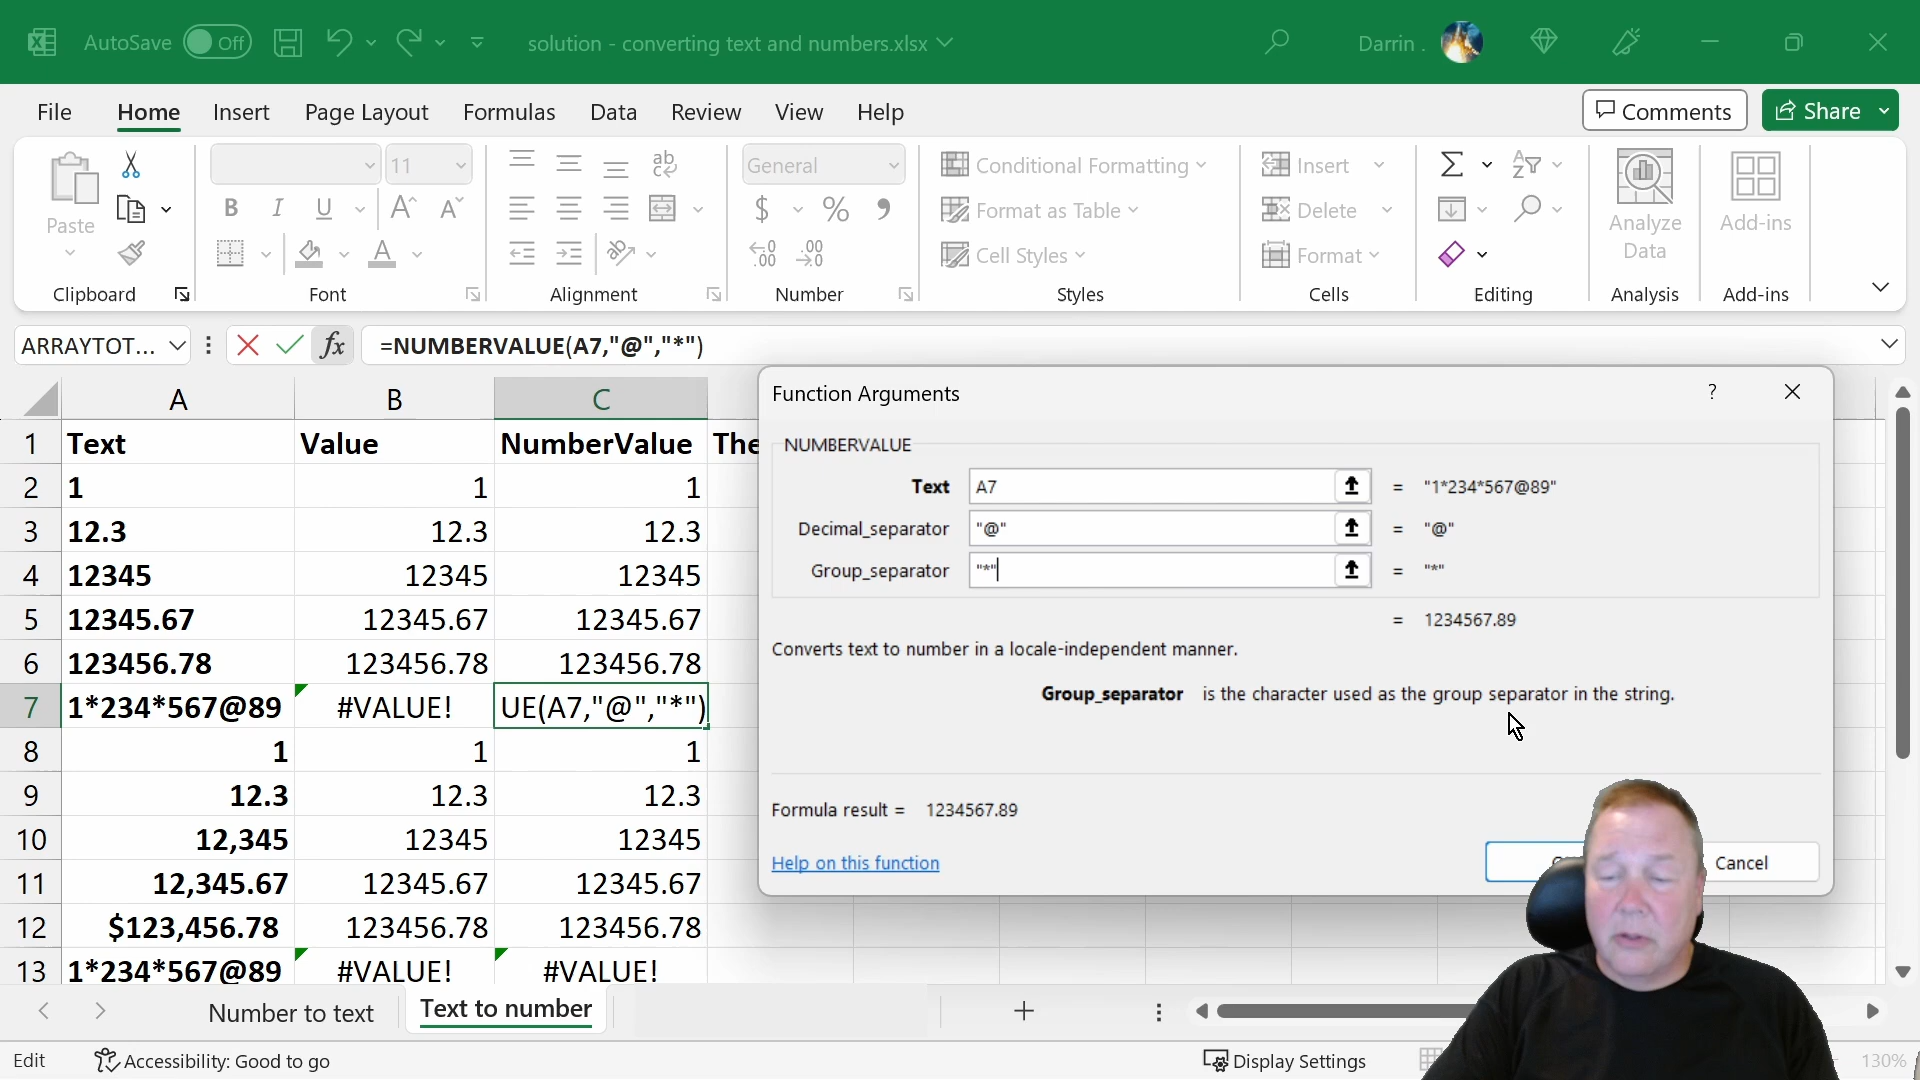 AutoSave Off solution - converting text and numbers.xlsx Darrin .
File Home Insert Page Layout Formulas Data Review View Help Comments Share
Paste 11 General Conditional Formatting Insert
Format as Table Delete Analyze Data Add-ins
Cell Styles Format
Clipboard Font Alignment Number Styles Cells Editing Analysis Add-ins
ARRAYTOT... fx =NUMBERVALUE(A7,"@","*")
A B C
1 Text Value NumberValue The
2 1 1 1
3 12.3 12.3 12.3
4 12345 12345 12345
5 12345.67 12345.67 12345.67
6 123456.78 123456.78 123456.78
7 1*234*567@89 #VALUE! UE(A7,"@","*")
8 1 1 1
9 12.3 12.3 12.3
10 12,345 12345 12345
11 12,345.67 12345.67 12345.67
12 $123,456.78 123456.78 123456.78
13 1*234*567@89 #VALUE! #VALUE!
Function Arguments ?
NUMBERVALUE
Text A7 = "1*234*567@89"
Decimal_separator "@" = "@"
Group_separator "*" = "*"
= 1234567.89
Converts text to number in a locale-independent manner.
Group_separator is the character used as the group separator in the string.
Formula result = 1234567.89
Help on this function Cancel
Number to text Text to number
Edit Accessibility: Good to go Display Settings 130%